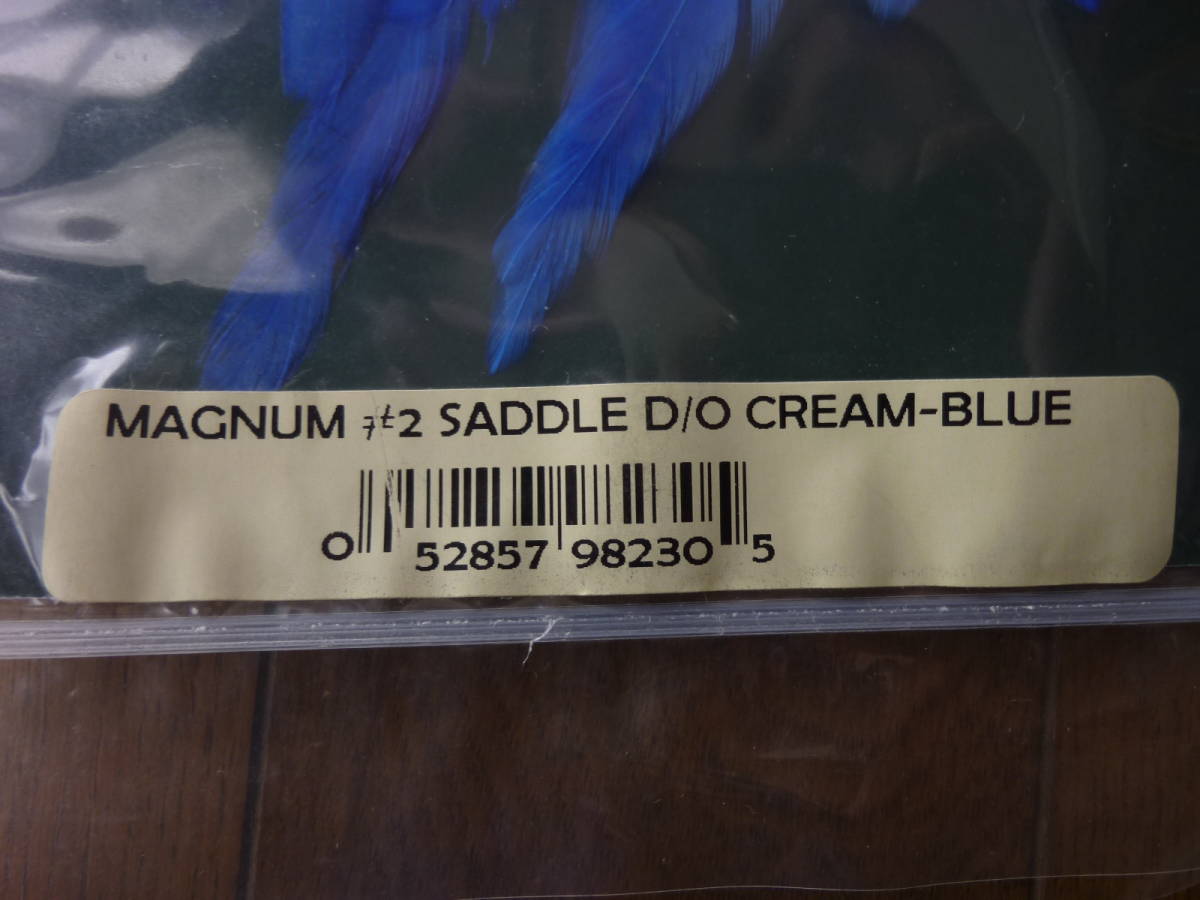 MAGNUM #2 SADDLE D/O CREAM-BLUE
0 52857 98230 5